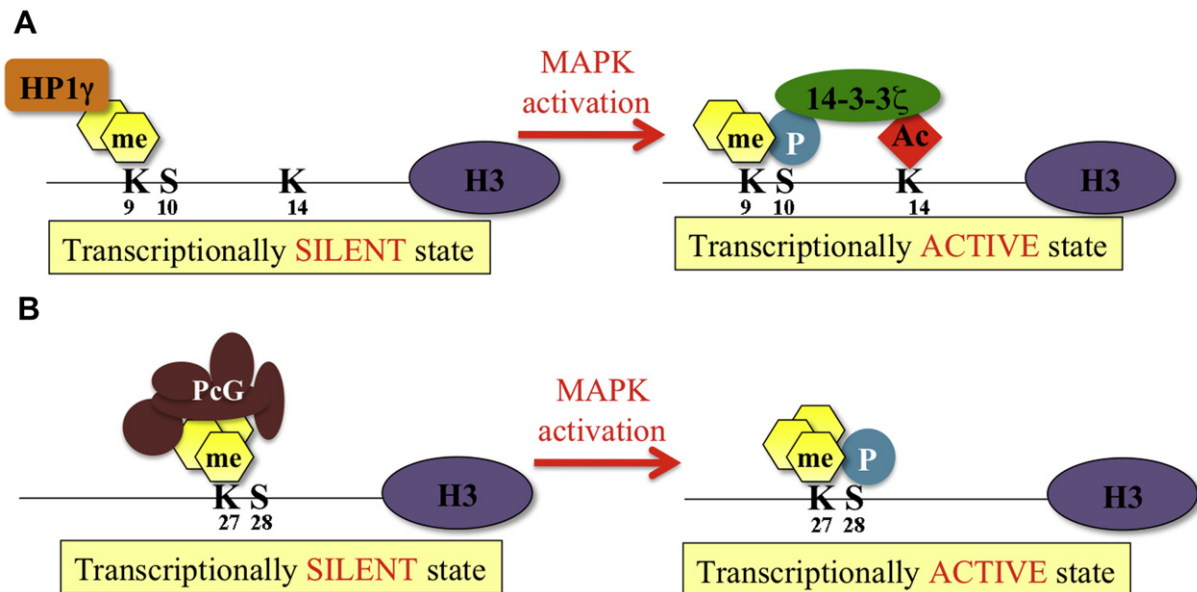 A
HP1γ
me
K S K
9 10 14
H3
Transcriptionally SILENT state
MAPK
activation
14-3-3ζ
me P Ac
K S K
9 10 14
H3
Transcriptionally ACTIVE state
B
PcG
me
K S
27 28
H3
Transcriptionally SILENT state
MAPK
activation
me P
K S
27 28
H3
Transcriptionally ACTIVE state